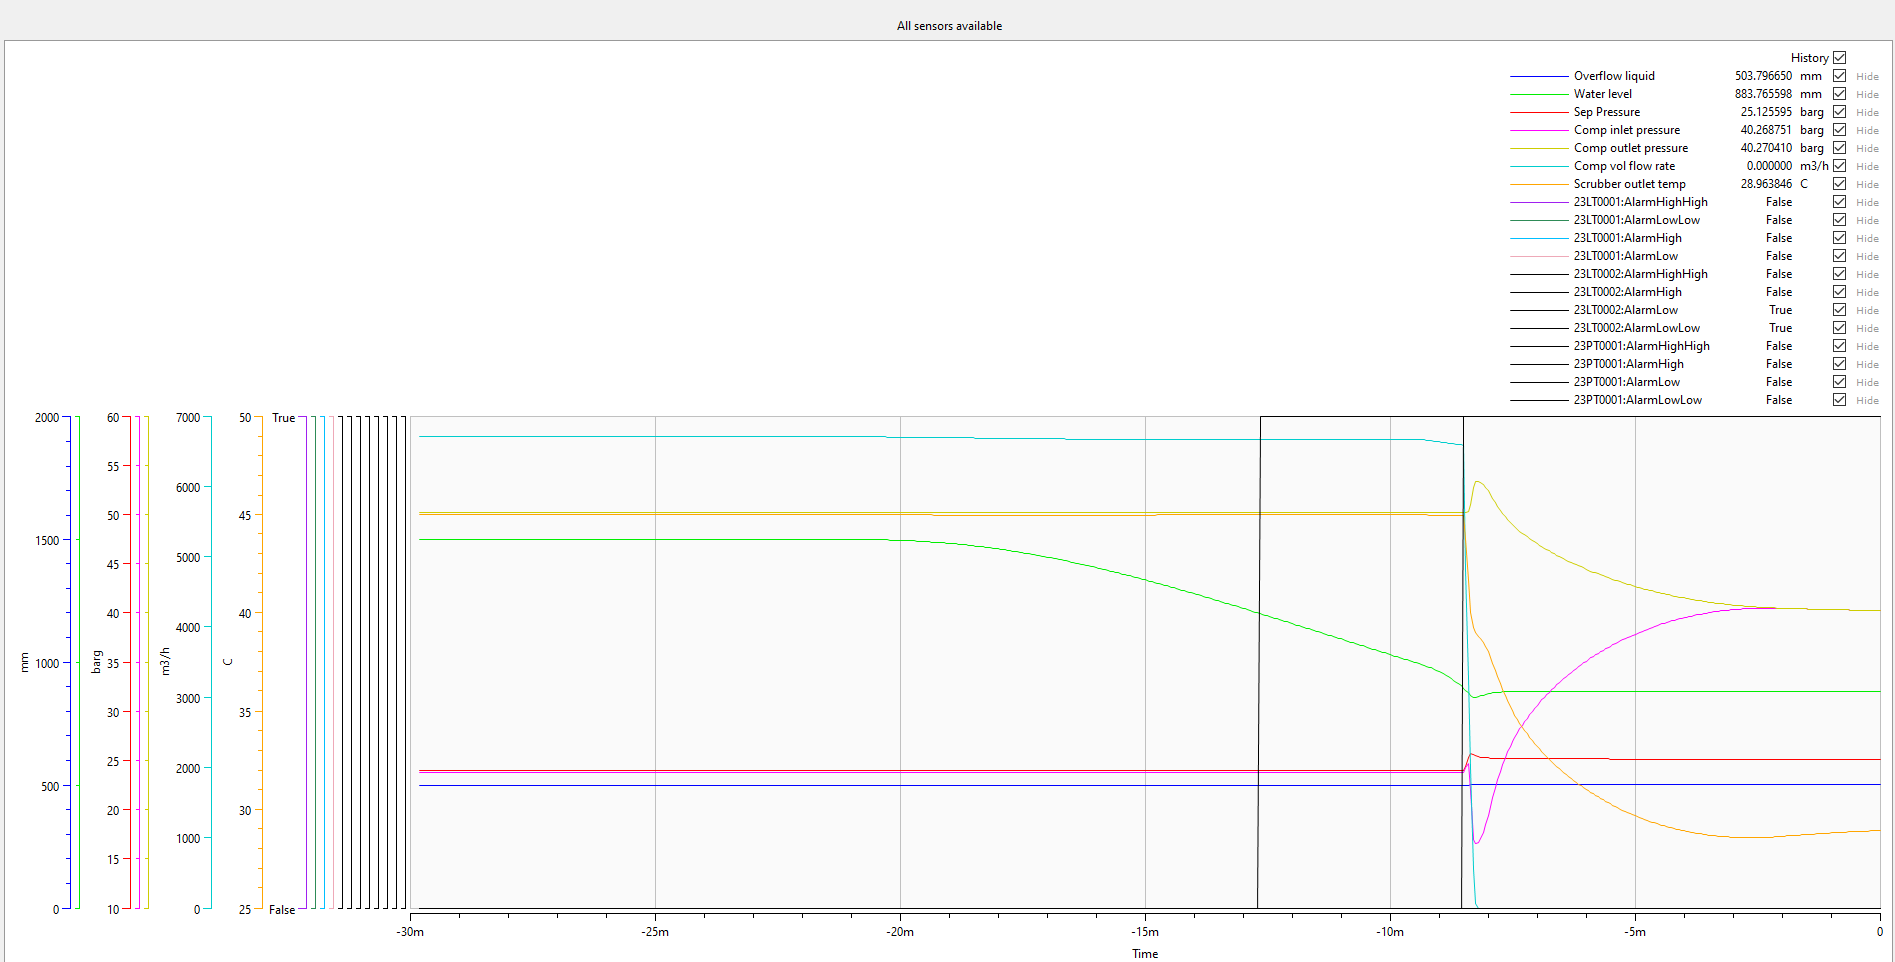 All sensors available
History
Overflow liquid 503.796650 mm Hide
Water level 883.765598 mm Hide
Sep Pressure 25.125595 barg Hide
Comp inlet pressure 40.268751 barg Hide
Comp outlet pressure 40.270410 barg Hide
Comp vol flow rate 0.000000 m3/h Hide
Scrubber outlet temp 28.963846 C Hide
23LT0001:AlarmHighHigh False Hide
23LT0001:AlarmLowLow False Hide
23LT0001:AlarmHigh False Hide
23LT0001:AlarmLow False Hide
23LT0002:AlarmHighHigh False Hide
23LT0002:AlarmHigh False Hide
23LT0002:AlarmLow True Hide
23LT0002:AlarmLowLow True Hide
23PT0001:AlarmHighHigh False Hide
23PT0001:AlarmHigh False Hide
23PT0001:AlarmLow False Hide
23PT0001:AlarmLowLow False Hide
mm
2000
1500
1000
500
0
barg
60
55
50
45
40
35
30
25
20
15
10
m3/h
7000
6000
5000
4000
3000
2000
1000
0
C
50
45
40
35
30
25
True
False
-30m -25m -20m -15m -10m -5m 0
Time